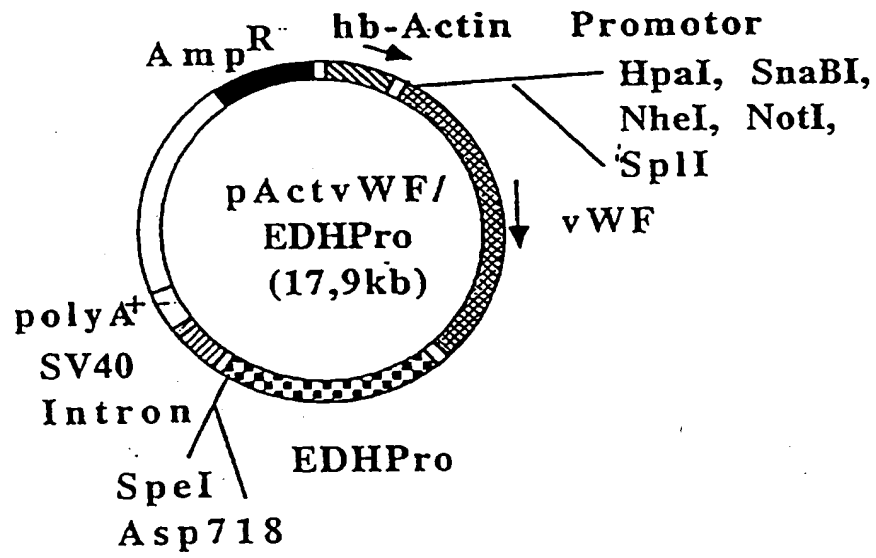 AmpR
hb-Actin Promotor
HpaI, SnaBI,
NheI, NotI,
SplI
pActvWF/
EDHPro
(17,9kb)
vWF
polyA+
SV40
Intron
EDHPro
SpeI
Asp718